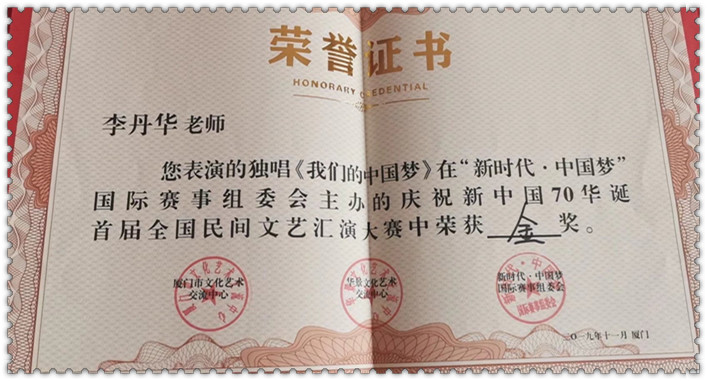 荣誉证书
HONORARY CREDENTIAL
李丹华 老师
您表演的独唱《我们的中国梦》在“新时代·中国梦”
国际赛事组委会主办的庆祝新中国70华诞
首届全国民间文艺汇演大赛中荣获 金 奖。
厦门市文化艺术
交流中心
华景文化艺术
交流中心
新时代·中国梦
国际赛事组委会
二〇一九年十一月 厦门